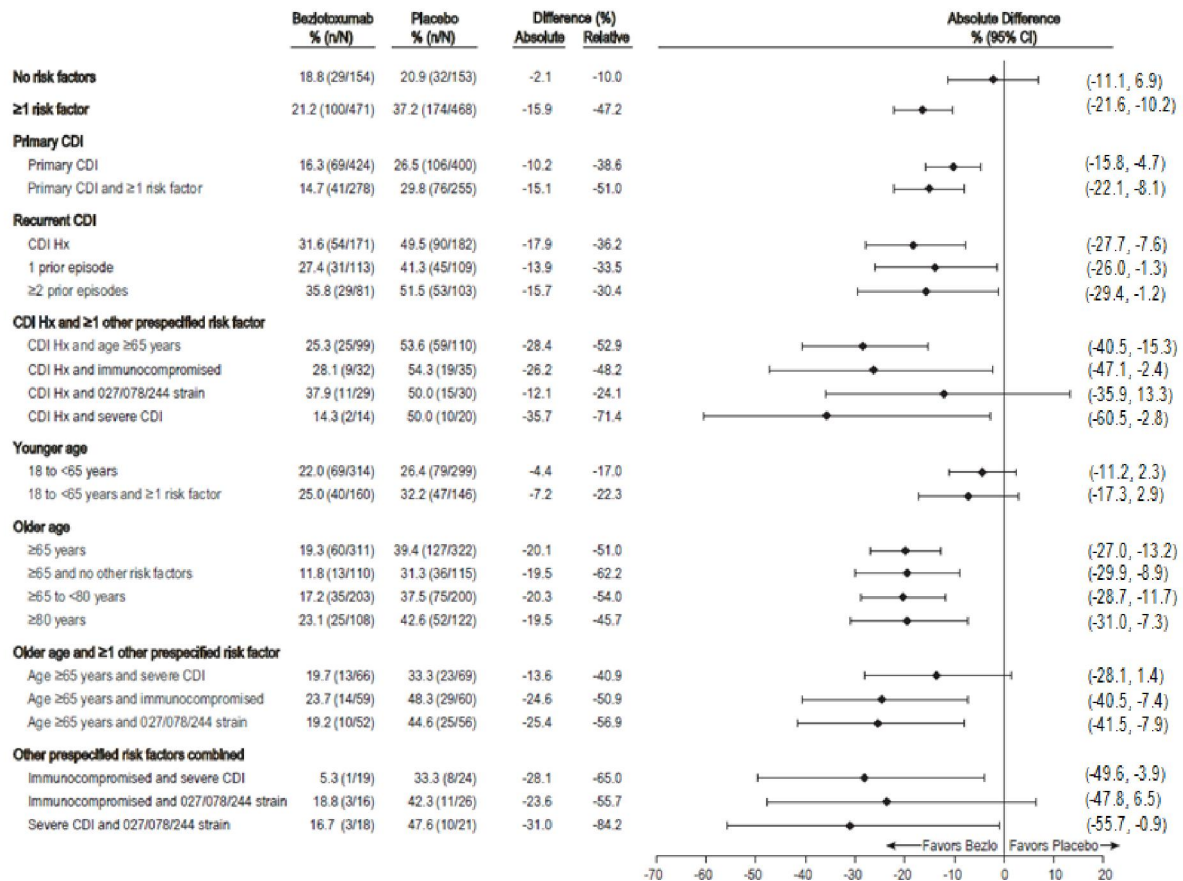 Bezlotoxumab Placebo Difference (%) Absolute Difference
% (n/N) % (n/N) Absolute Relative % (95% CI)
No risk factors 18.8 (29/154) 20.9 (32/153) -2.1 -10.0 (-11.1, 6.9)
≥1 risk factor 21.2 (100/471) 37.2 (174/468) -15.9 -47.2 (-21.6, -10.2)
Primary CDI
Primary CDI 16.3 (69/424) 26.5 (106/400) -10.2 -38.6 (-15.8, -4.7)
Primary CDI and ≥1 risk factor 14.7 (41/278) 29.8 (76/255) -15.1 -51.0 (-22.1, -8.1)
Recurrent CDI
CDI Hx 31.6 (54/171) 49.5 (90/182) -17.9 -36.2 (-27.7, -7.6)
1 prior episode 27.4 (31/113) 41.3 (45/109) -13.9 -33.5 (-26.0, -1.3)
≥2 prior episodes 35.8 (29/81) 51.5 (53/103) -15.7 -30.4 (-29.4, -1.2)
CDI Hx and ≥1 other prespecified risk factor
CDI Hx and age ≥65 years 25.3 (25/99) 53.6 (59/110) -28.4 -52.9 (-40.5, -15.3)
CDI Hx and immunocompromised 28.1 (9/32) 54.3 (19/35) -26.2 -48.2 (-47.1, -2.4)
CDI Hx and 027/078/244 strain 37.9 (11/29) 50.0 (15/30) -12.1 -24.1 (-35.9, 13.3)
CDI Hx and severe CDI 14.3 (2/14) 50.0 (10/20) -35.7 -71.4 (-60.5, -2.8)
Younger age
18 to <65 years 22.0 (69/314) 26.4 (79/299) -4.4 -17.0 (-11.2, 2.3)
18 to <65 years and ≥1 risk factor 25.0 (40/160) 32.2 (47/146) -7.2 -22.3 (-17.3, 2.9)
Older age
≥65 years 19.3 (60/311) 39.4 (127/322) -20.1 -51.0 (-27.0, -13.2)
≥65 and no other risk factors 11.8 (13/110) 31.3 (36/115) -19.5 -62.2 (-29.9, -8.9)
≥65 to <80 years 17.2 (35/203) 37.5 (75/200) -20.3 -54.0 (-28.7, -11.7)
≥80 years 23.1 (25/108) 42.6 (52/122) -19.5 -45.7 (-31.0, -7.3)
Older age and ≥1 other prespecified risk factor
Age ≥65 years and severe CDI 19.7 (13/66) 33.3 (23/69) -13.6 -40.9 (-28.1, 1.4)
Age ≥65 years and immunocompromised 23.7 (14/59) 48.3 (29/60) -24.6 -50.9 (-40.5, -7.4)
Age ≥65 years and 027/078/244 strain 19.2 (10/52) 44.6 (25/56) -25.4 -56.9 (-41.5, -7.9)
Other prespecified risk factors combined
Immunocompromised and severe CDI 5.3 (1/19) 33.3 (8/24) -28.1 -65.0 (-49.6, -3.9)
Immunocompromised and 027/078/244 strain 18.8 (3/16) 42.3 (11/26) -23.6 -55.7 (-47.8, 6.5)
Severe CDI and 027/078/244 strain 16.7 (3/18) 47.6 (10/21) -31.0 -84.2 (-55.7, -0.9)
Favors Bezlo Favors Placebo
-70 -60 -50 -40 -30 -20 -10 0 10 20